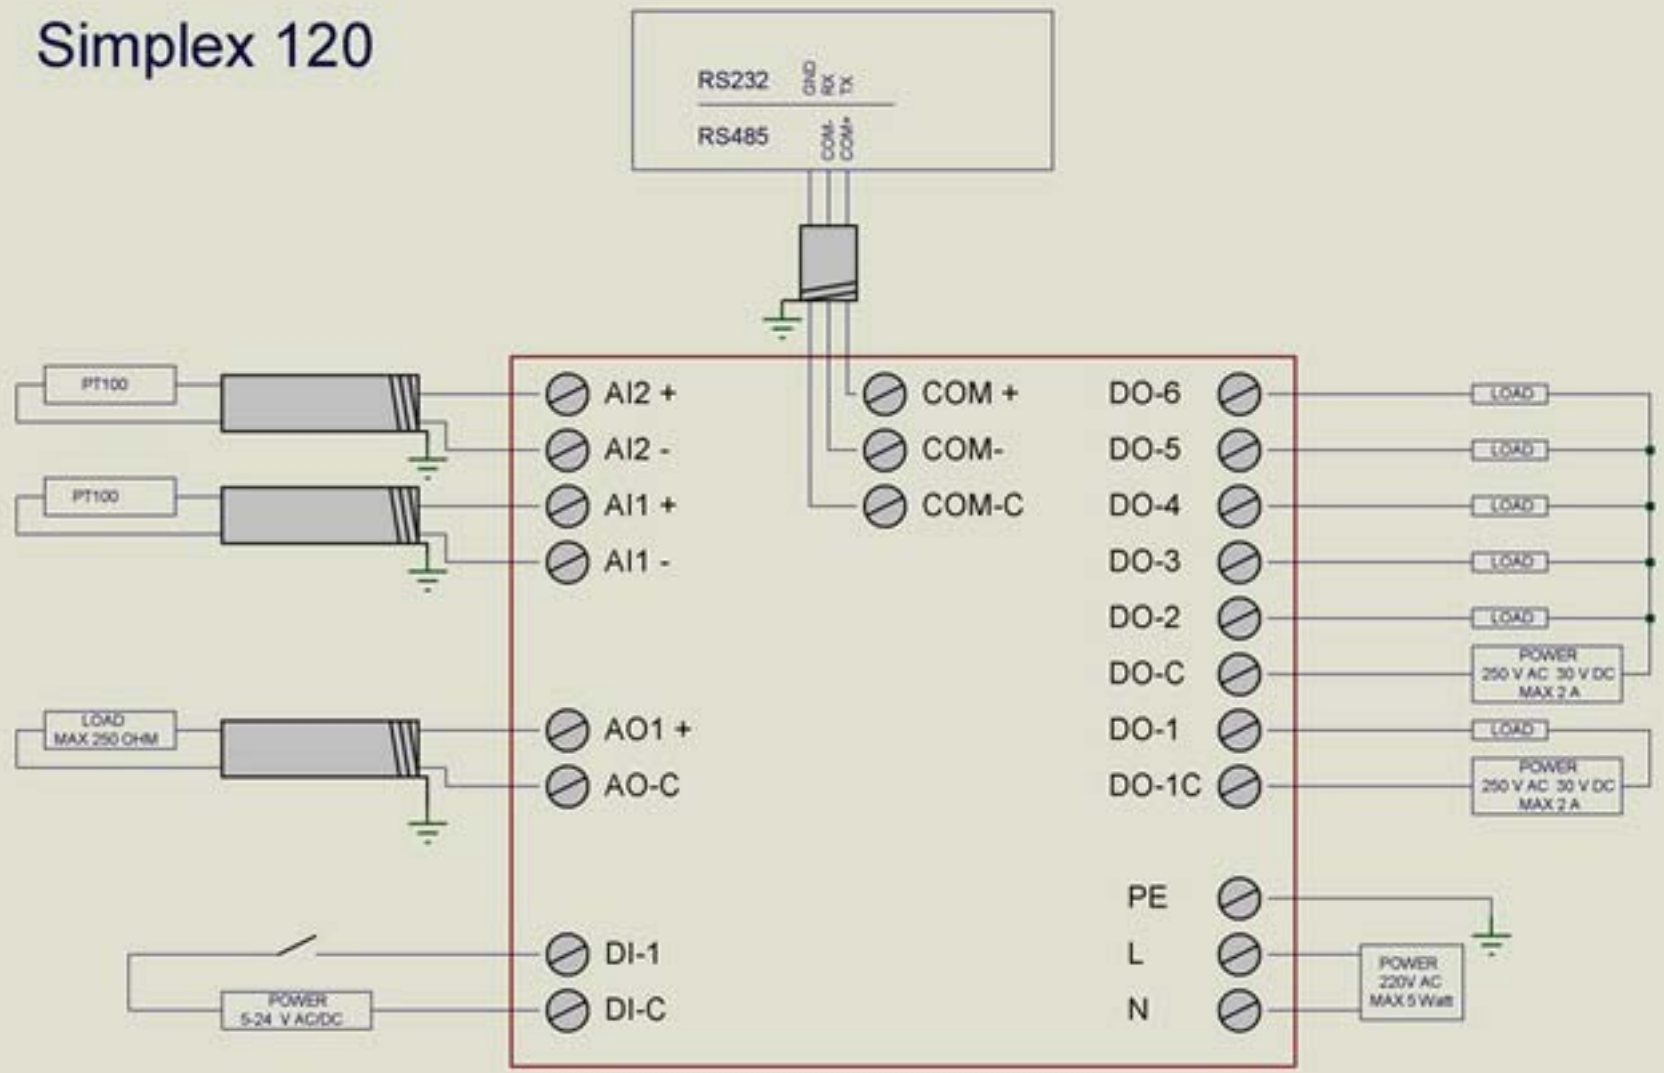 Simplex 120
RS232 GND RX TX
RS485 COM- COM+
PT100
PT100
LOAD
MAX 250 OHM
POWER
5-24 V AC/DC
AI2 +
AI2 -
AI1 +
AI1 -
AO1 +
AO-C
DI-1
DI-C
COM +
COM-
COM-C
DO-6
DO-5
DO-4
DO-3
DO-2
DO-C
DO-1
DO-1C
PE
L
N
LOAD
LOAD
LOAD
LOAD
LOAD
POWER
250 V AC 30 V DC
MAX 2 A
LOAD
POWER
250 V AC 30 V DC
MAX 2 A
POWER
220V AC
MAX 5 Watt